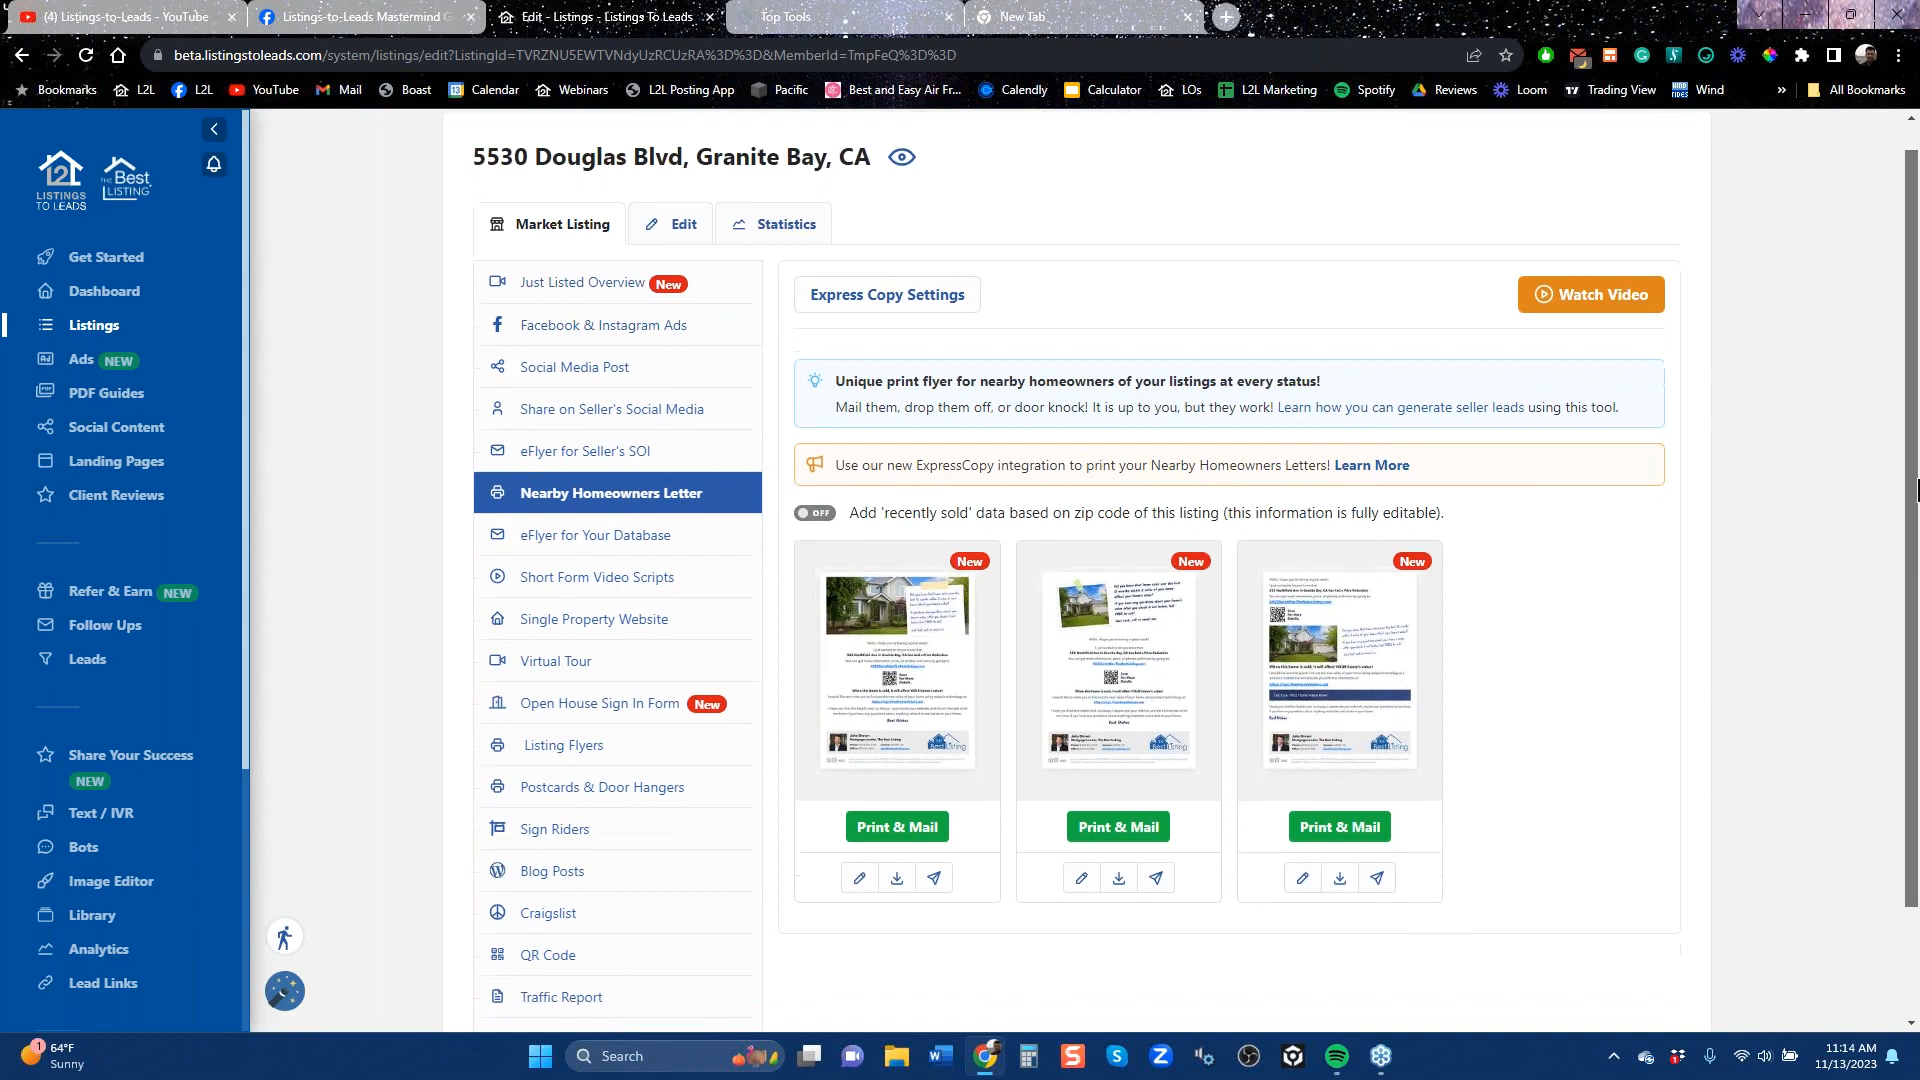 (4) Listings-to-Leads - YouTube
Listings-to-Leads Mastermind G
Edit - Listings - Listings To Leads
Top Tools
New Tab
beta.listingstoleads.com/system/listings/edit?ListingId=TVRZNU5EWTVNdyUzRCUzRA%3D%3D&MemberId=TmpFeQ%3D%3D
Bookmarks L2L L2L YouTube Mail Boast Calendar Webinars L2L Posting App Pacific Best and Easy Air Fr... Calendly Calculator LOs L2L Marketing Spotify Reviews Loom Trading View Wind » All Bookmarks
L2L
LISTINGS
TO LEADS
THE Best
LISTING
Get Started
Dashboard
Listings
Ads NEW
PDF Guides
Social Content
Landing Pages
Client Reviews
Refer & Earn NEW
Follow Ups
Leads
Share Your Success
NEW
Text / IVR
Bots
Image Editor
Library
Analytics
Lead Links
5530 Douglas Blvd, Granite Bay, CA
Market Listing
Edit
Statistics
Just Listed Overview New
Facebook & Instagram Ads
Social Media Post
Share on Seller's Social Media
eFlyer for Seller's SOI
Nearby Homeowners Letter
eFlyer for Your Database
Short Form Video Scripts
Single Property Website
Virtual Tour
Open House Sign In Form New
Listing Flyers
Postcards & Door Hangers
Sign Riders
Blog Posts
Craigslist
QR Code
Traffic Report
Express Copy Settings
Watch Video
Unique print flyer for nearby homeowners of your listings at every status!
Mail them, drop them off, or door knock! It is up to you, but they work! Learn how you can generate seller leads using this tool.
Use our new ExpressCopy integration to print your Nearby Homeowners Letters! Learn More
OFF Add 'recently sold' data based on zip code of this listing (this information is fully editable).
New
New
New
Print & Mail
Print & Mail
Print & Mail
64°F
Sunny
Search
11:14 AM
11/13/2023